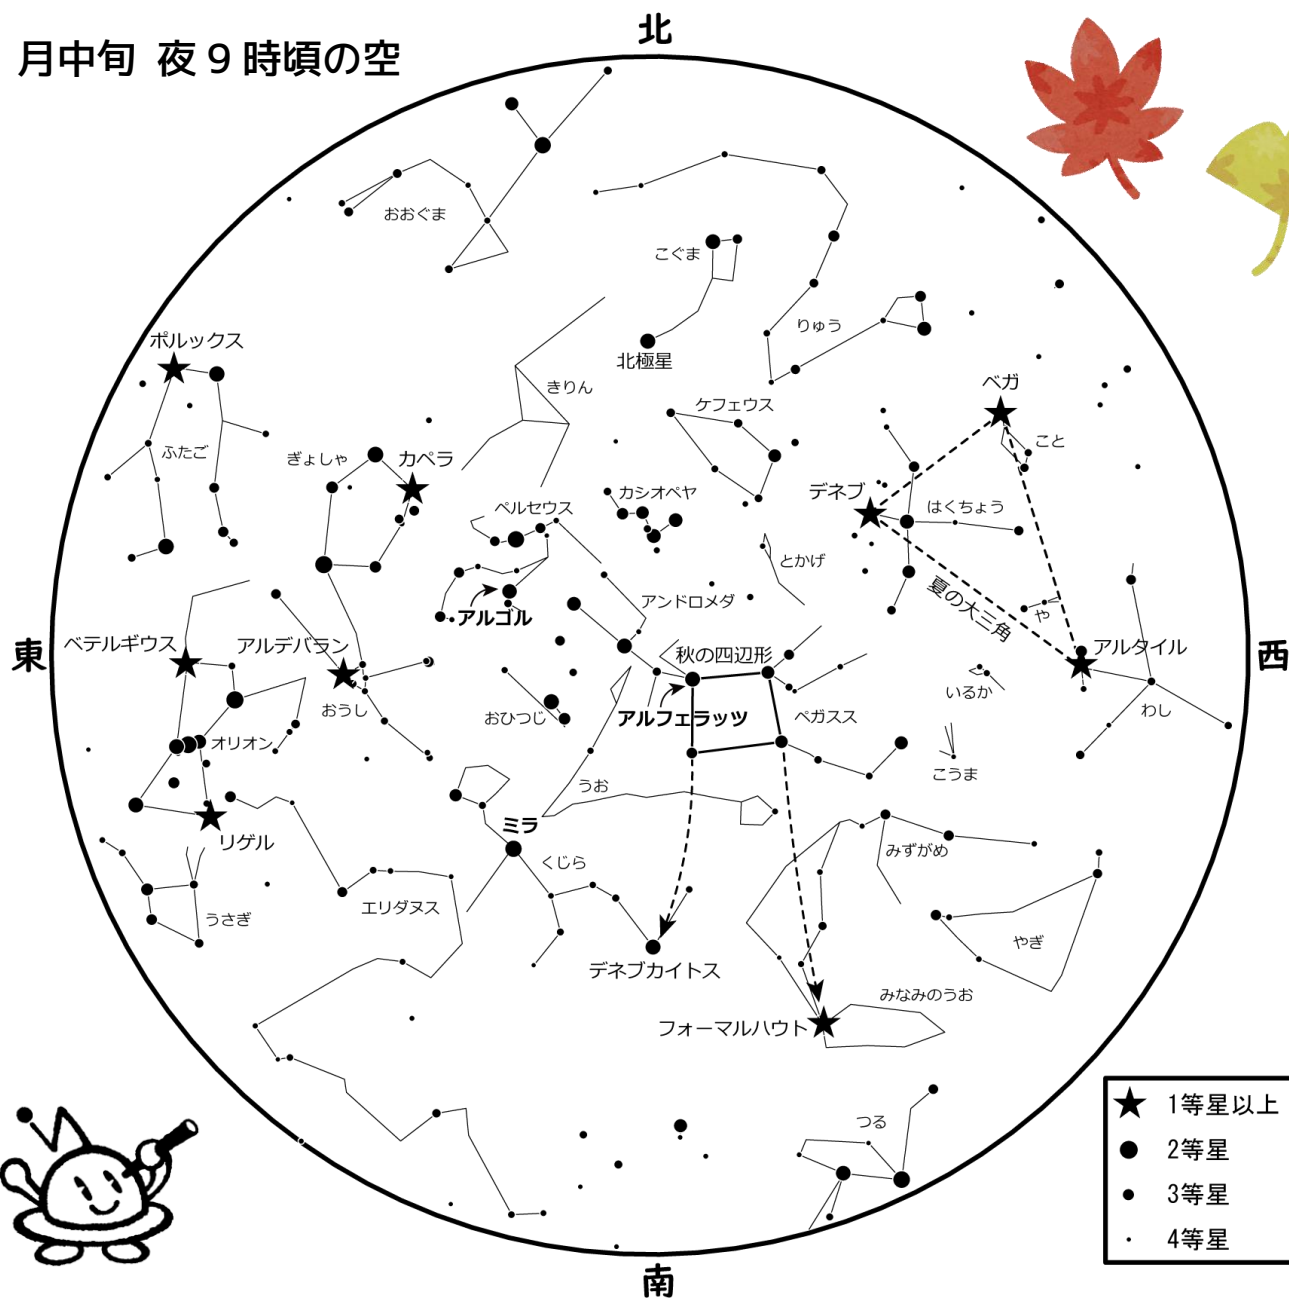 北
月中旬 夜9時頃の空
おおぐま
こぐま
りゅう
ポルックス
北極星
きりん
ベガ
ケフェウス
こと
ふたご
ぎょしゃ
カペラ
デネブ
カシオペヤ
ペルセウス
はくちょう
とかげ
アンドロメダ
アルゴル
夏の大三角
や
東
ベテルギウス
アルデバラン
秋の四辺形
アルタイル
西
いるか
おうし
おひつじ
アルフェラッツ
ペガスス
わし
オリオン
こうま
うお
ミラ
リゲル
くじら
みずがめ
うさぎ
エリダヌス
やぎ
デネブカイトス
みなみのうお
フォーマルハウト
つる
1等星以上
2等星
3等星
4等星
南